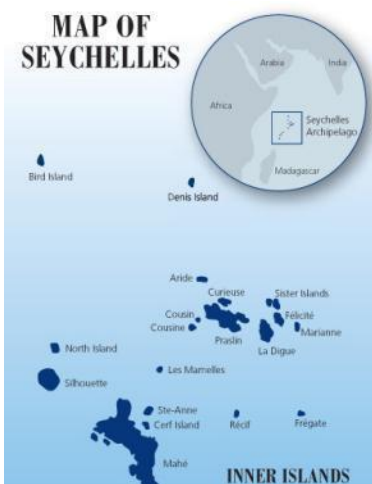 MAP OF
SEYCHELLES
Arabia
India
Africa
Seychelles
Archipelago
Madagascar
Bird Island
Denis Island
Aride
Curieuse
Sister Islands
Cousin
Félicité
Cousine
Marianne
Praslin
La Digue
North Island
Les Mamelles
Silhouette
Ste-Anne
Cerf Island
Récif
Frégate
Mahé
INNER ISLANDS